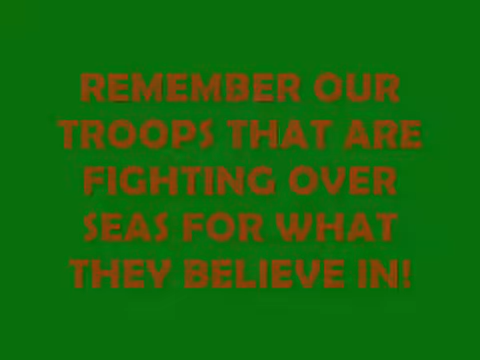 REMEMBER OUR
TROOPS THAT ARE
FIGHTING OVER
SEAS FOR WHAT
THEY BELIEVE IN!